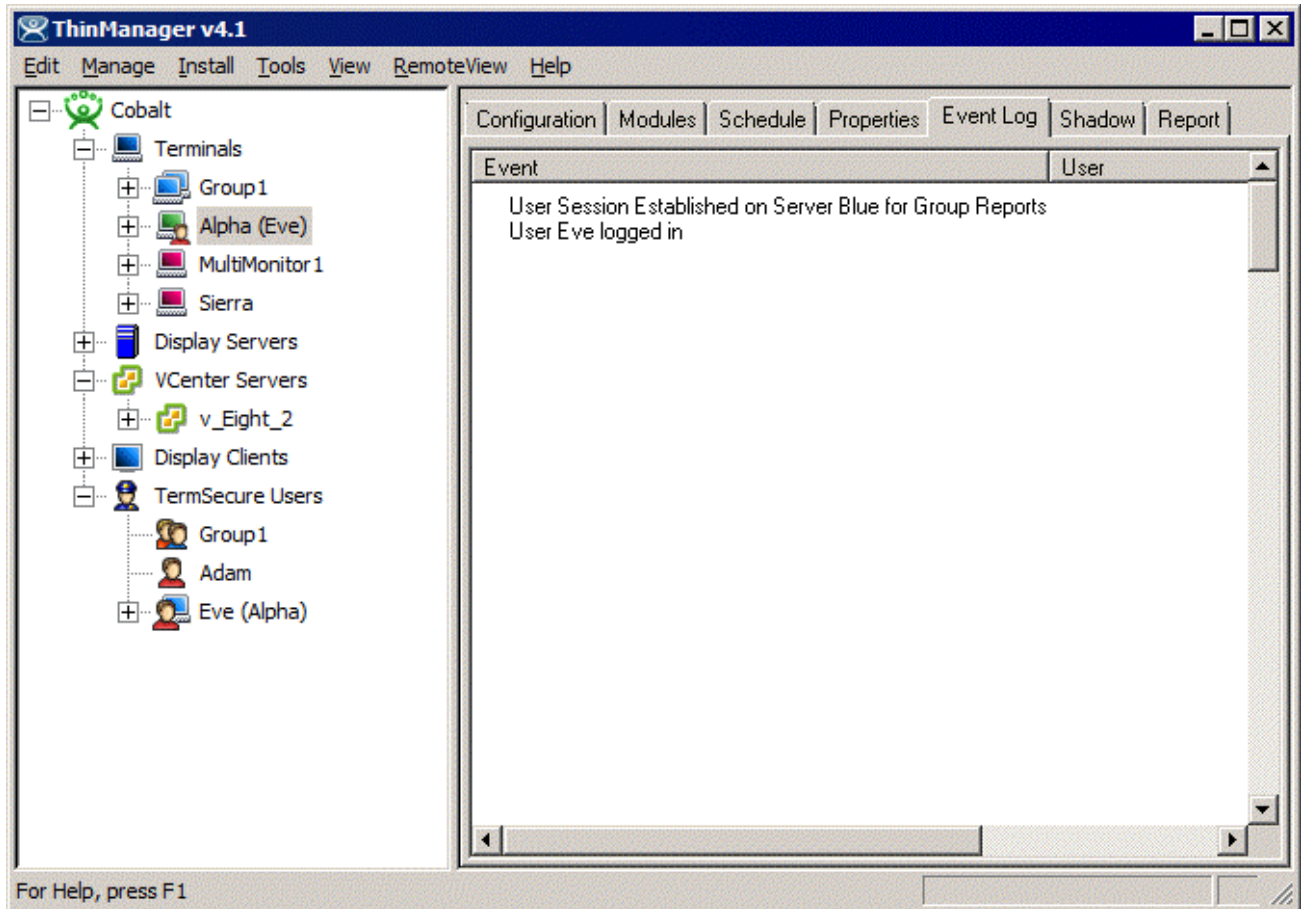 ThinManager v4.1
Edit Manage Install Tools View RemoteView Help
Cobalt
Terminals
Group1
Alpha (Eve)
MultiMonitor1
Sierra
Display Servers
VCenter Servers
v_Eight_2
Display Clients
TermSecure Users
Group1
Adam
Eve (Alpha)
Configuration Modules Schedule Properties Event Log Shadow Report
Event User
User Session Established on Server Blue for Group Reports
User Eve logged in
For Help, press F1